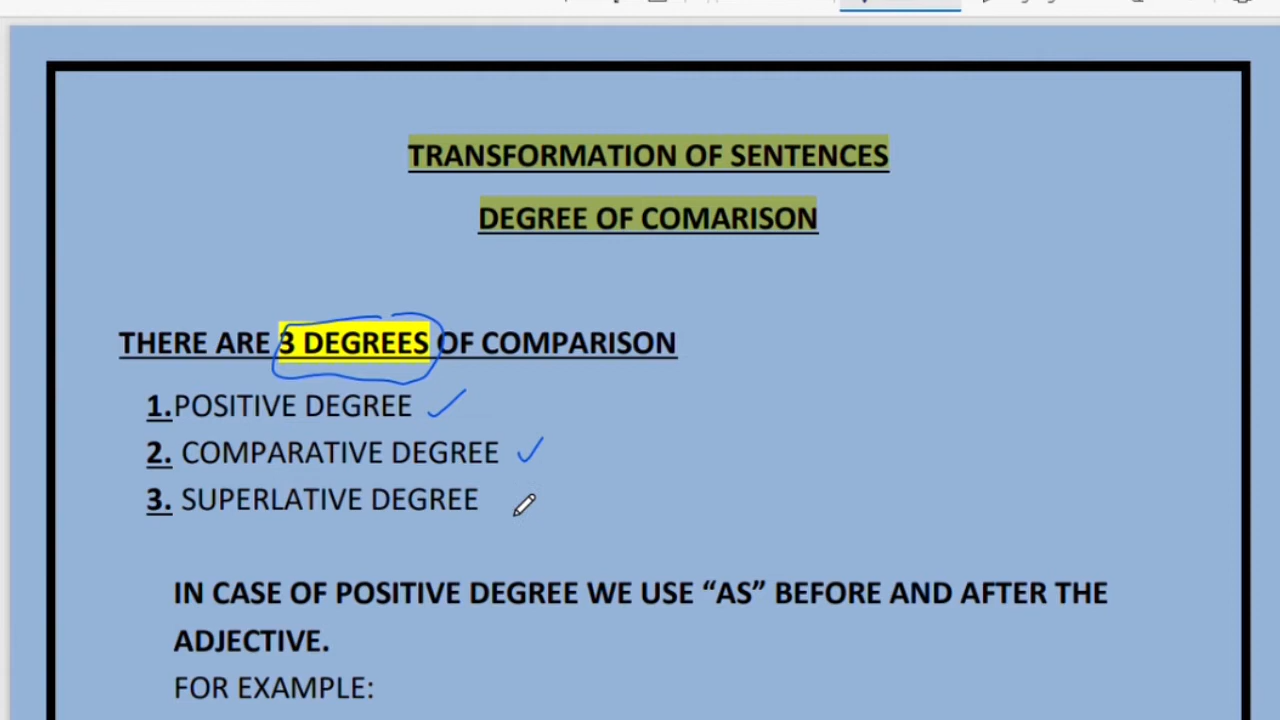 TRANSFORMATION OF SENTENCES
DEGREE OF COMARISON
THERE ARE 3 DEGREES OF COMPARISON
1.POSITIVE DEGREE
2. COMPARATIVE DEGREE
3. SUPERLATIVE DEGREE
IN CASE OF POSITIVE DEGREE WE USE “AS” BEFORE AND AFTER THE
ADJECTIVE.
FOR EXAMPLE: